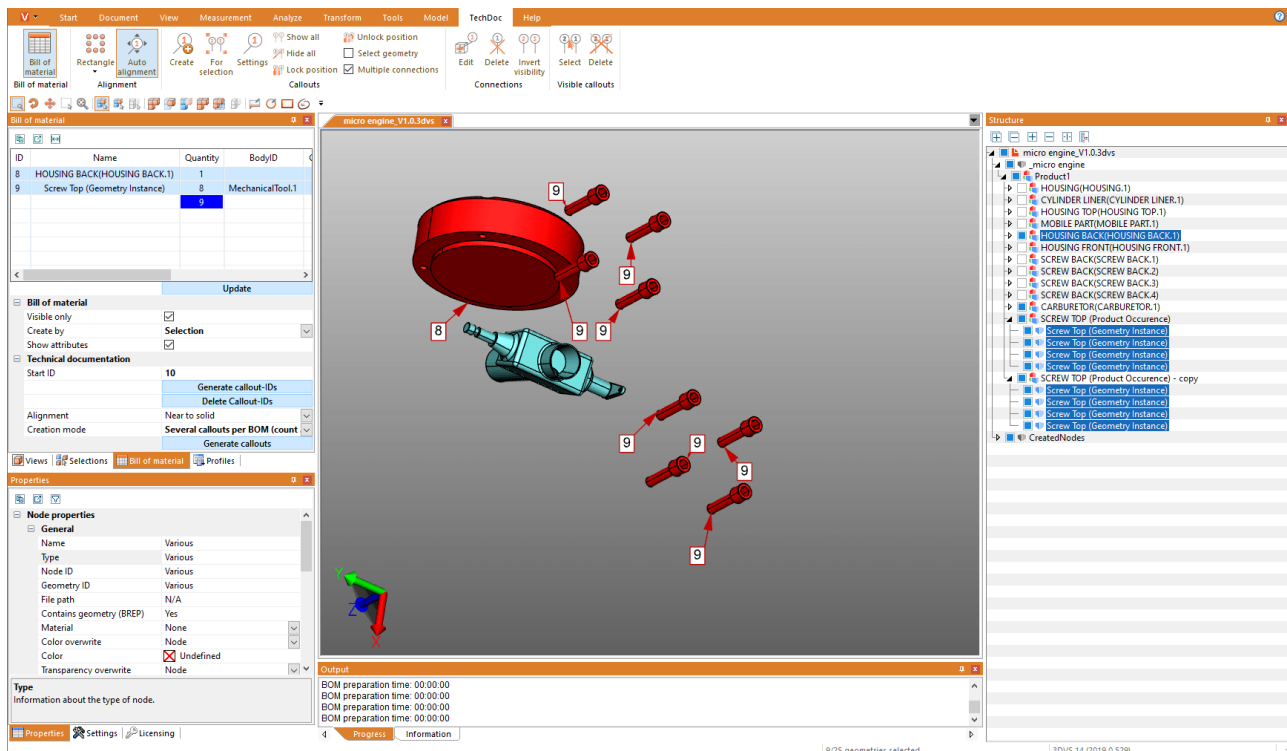 V Start Document View Measurement Analyze Transform Tools Model TechDoc Help
Bill of material
Rectangle
Auto alignment
Create
For selection
Settings
Show all
Hide all
Lock position
Unlock position
Select geometry
Multiple connections
Edit
Delete
Invert visibility
Select
Delete
Bill of material Alignment Callouts Connections Visible callouts
Bill of material
ID Name Quantity BodyID
8 HOUSING BACK(HOUSING BACK.1) 1
9 Screw Top (Geometry Instance) 8 MechanicalTool.1
9
Update
Bill of material
Visible only
Create by Selection
Show attributes
Technical documentation
Start ID 10
Generate callout-IDs
Delete Callout-IDs
Alignment Near to solid
Creation mode Several callouts per BOM (count
Generate callouts
Views Selections Bill of material Profiles
Properties
Node properties
General
Name Various
Type Various
Node ID Various
Geometry ID Various
File path N/A
Contains geometry (BREP) Yes
Material None
Color overwrite Node
Color Undefined
Transparency overwrite Node
Type
Information about the type of node.
Properties Settings Licensing
micro engine_V1.0.3dvs
9
9
9
8
9
9
9
9
9
9
Y
Z
X
Output
BOM preparation time: 00:00:00
BOM preparation time: 00:00:00
BOM preparation time: 00:00:00
BOM preparation time: 00:00:00
Progress Information
Structure
micro engine_V1.0.3dvs
_micro engine
Product1
HOUSING(HOUSING.1)
CYLINDER LINER(CYLINDER LINER.1)
HOUSING TOP(HOUSING TOP.1)
MOBILE PART(MOBILE PART.1)
HOUSING BACK(HOUSING BACK.1)
HOUSING FRONT(HOUSING FRONT.1)
SCREW BACK(SCREW BACK.1)
SCREW BACK(SCREW BACK.2)
SCREW BACK(SCREW BACK.3)
SCREW BACK(SCREW BACK.4)
CARBURETOR(CARBURETOR.1)
SCREW TOP (Product Occurence)
Screw Top (Geometry Instance)
Screw Top (Geometry Instance)
Screw Top (Geometry Instance)
Screw Top (Geometry Instance)
SCREW TOP (Product Occurence) - copy
Screw Top (Geometry Instance)
Screw Top (Geometry Instance)
Screw Top (Geometry Instance)
Screw Top (Geometry Instance)
CreatedNodes
9/25 geometries selected
3DVS 14 (2019.0.529)